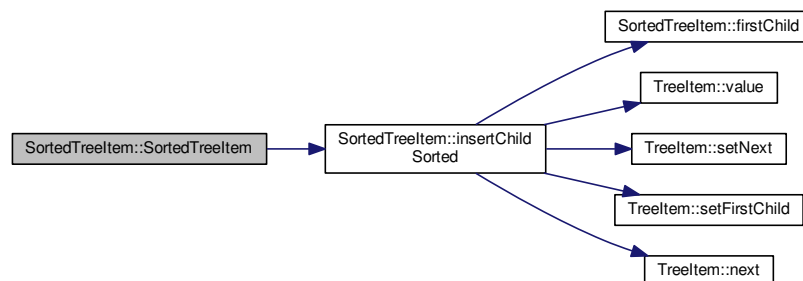 SortedTreeItem::SortedTreeItem
SortedTreeItem::insertChild
Sorted
SortedTreeItem::firstChild
TreeItem::value
TreeItem::setNext
TreeItem::setFirstChild
TreeItem::next